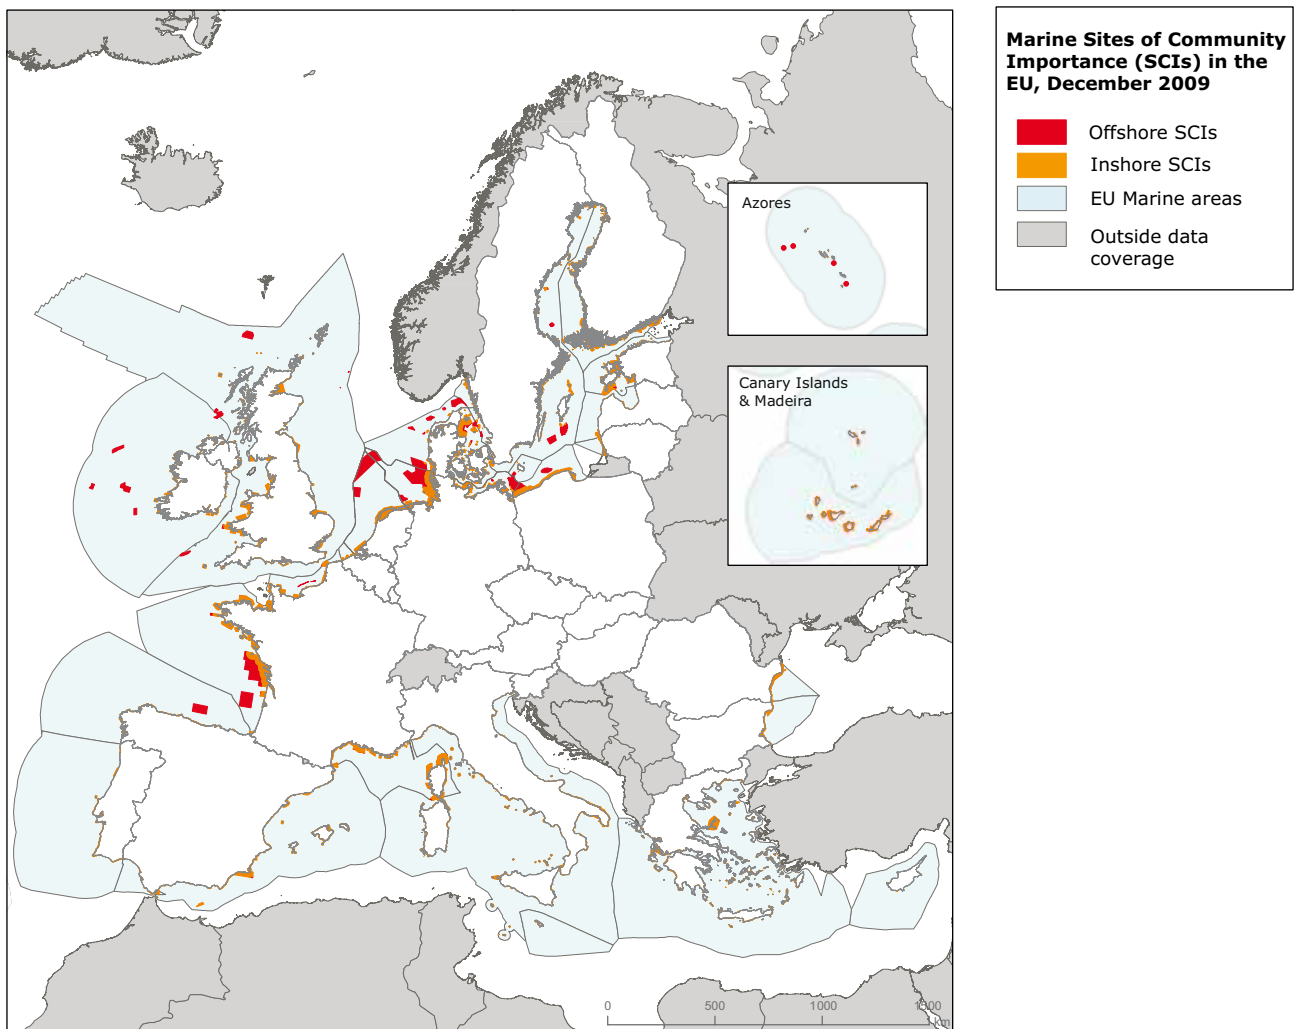 Marine Sites of Community
Importance (SCIs) in the
EU, December 2009
Offshore SCIs
Inshore SCIs
EU Marine areas
Outside data
coverage
Azores
Canary Islands
& Madeira
0 500 1000 1500
km